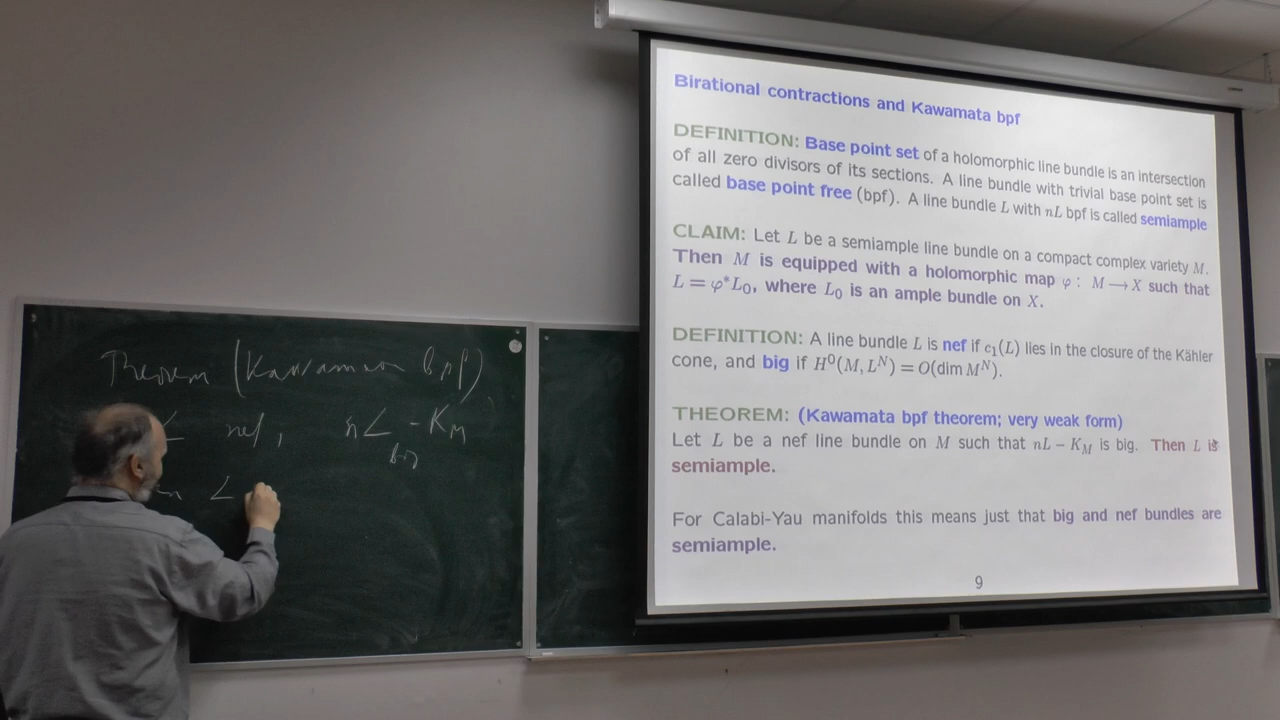 Theorem (Kawamata bpf)
L nef, nL - K_M
big
L
Birational contractions and Kawamata bpf
DEFINITION: Base point set of a holomorphic line bundle is an intersection
of all zero divisors of its sections. A line bundle with trivial base point set is
called base point free (bpf). A line bundle L with nL bpf is called semiample
CLAIM: Let L be a semiample line bundle on a compact complex variety M.
Then M is equipped with a holomorphic map φ : M ⟶ X such that
L = φ*L₀, where L₀ is an ample bundle on X.
DEFINITION: A line bundle L is nef if c₁(L) lies in the closure of the Kähler
cone, and big if H⁰(M, Lᴺ) = O(dim Mᴺ).
THEOREM: (Kawamata bpf theorem; very weak form)
Let L be a nef line bundle on M such that nL − K_M is big. Then L is
semiample.
For Calabi-Yau manifolds this means just that big and nef bundles are
semiample.
9